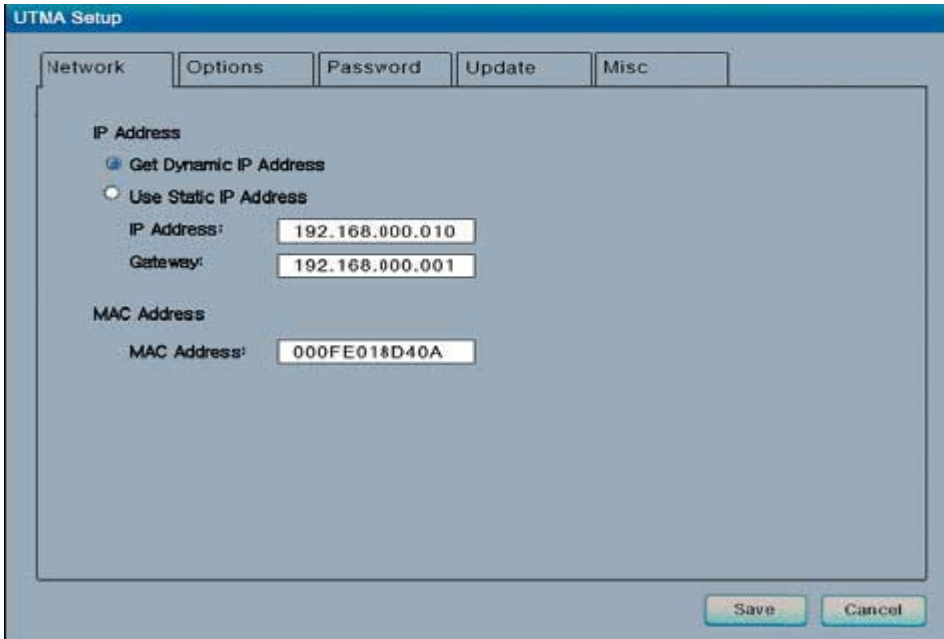 UTMA Setup
Network Options Password Update Misc
IP Address
Get Dynamic IP Address
Use Static IP Address
IP Address: 192.168.000.010
Gateway: 192.168.000.001
MAC Address
MAC Address: 000FE018D40A
Save Cancel